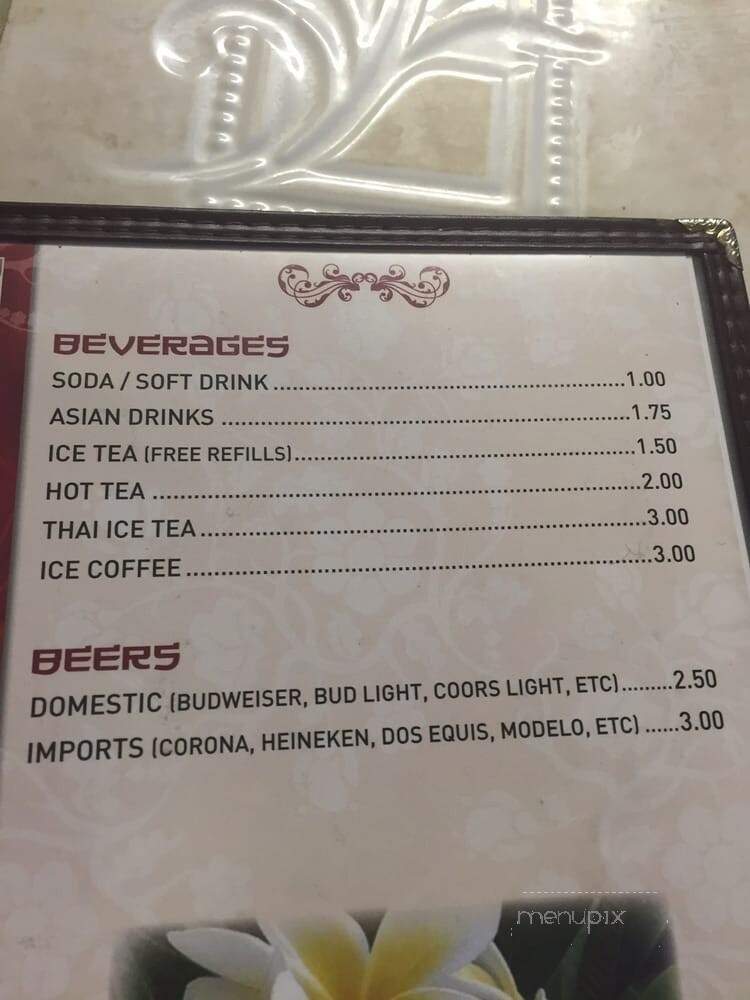 BEVERAGES
SODA / SOFT DRINK ............................................................1.00
ASIAN DRINKS ......................................................................1.75
ICE TEA (FREE REFILLS)..........................................................1.50
HOT TEA ...................................................................................2.00
THAI ICE TEA............................................................................3.00
ICE COFFEE ..............................................................................3.00
BEERS
DOMESTIC (BUDWEISER, BUD LIGHT, COORS LIGHT, ETC).........2.50
IMPORTS (CORONA, HEINEKEN, DOS EQUIS, MODELO, ETC) ......3.00
menupix